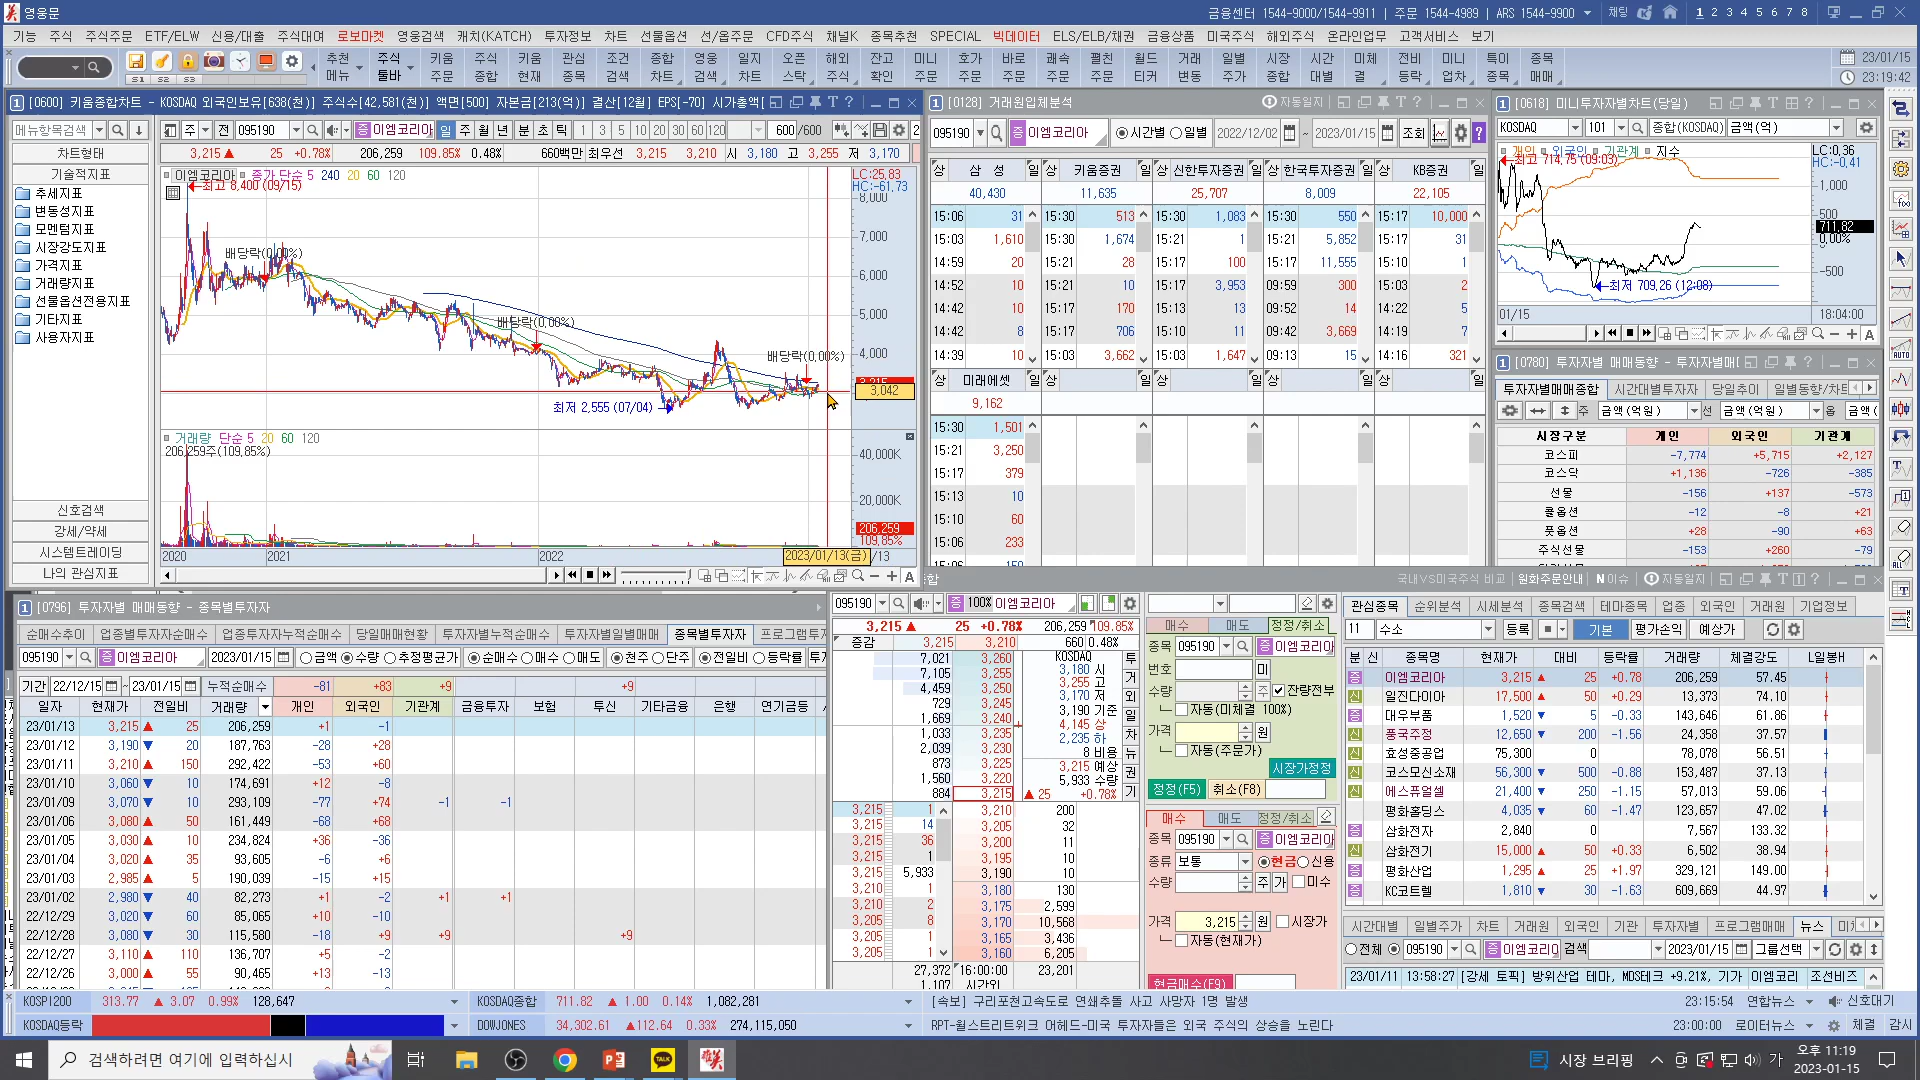 영웅문
금융센터 1544-9000/1544-9911 | 주문 1544-4989 | ARS 1544-9900 채팅 1 2 3 4 5 6 7 8
기능 주식 주식주문 ETF/ELW 신용/대출 주식대여 로보마켓 영웅검색 캐치(KATCH) 투자정보 차트 선물옵션 선/옵주문 CFD주식 채널K 종목추천 SPECIAL 빅데이터 ELS/ELB/채권 금융상품 미국주식 해외주식 온라인업무 고객서비스 보기
S1 S2 S3
추천메뉴 주식툴바 키움주문 주식종합 키움현재 관심종목 조건검색 종합차트 영웅검색 일지차트 오픈스탁 해외주식 잔고확인 미니주문 호가주문 바로주문 쾌속주문 펼친주문 월드티커 거래변동 일별주가 시장종합 시간대별 미체결 전비등락 미니업차 특이종목 종목매매
23/01/15
23:19:42
1 [0600] 키움종합차트 - KOSDAQ 외국인보유[638(천)] 주식수[42,581(천)] 액면[500] 자본금[213(억)] 결산[12월] EPS[-70] 시가총액[
메뉴항목검색 주 전 095190 증 이엠코리아 일 주 월 년 분 초 틱 1 3 5 10 20 30 60 120 600 /600
3,215 ▲ 25 +0.78% 206,259 109.85% 0.48% 660백만 최우선 3,215 3,210 시 3,180 고 3,255 저 3,170
차트형태
기술적지표
추세지표
변동성지표
모멘텀지표
시장강도지표
가격지표
거래량지표
선물옵션전용지표
기타지표
사용자지표
신호검색
강세/약세
시스템트레이딩
나의 관심지표
이엠코리아 종가 단순 5 240 20 60 120
최고 8,400 (09/15)
LC:25,83
HC:-61,73
8,000
7,000
6,000
5,000
4,000
3,042
배당락(0,00%)
배당락(0,00%)
배당락(0,00%)
최저 2,555 (07/04)
거래량 단순 5 20 60 120
206,259주(109,85%)
40,000K
20,000K
206,259
109,85%
2020 2021 2022 2023/01/13(금) /13
1 [0128] 거래원입체분석 자동일지
095190 증 이엠코리아 시간별 일별 2022/12/02 ~ 2023/01/15 조회
상 삼 성 일 상 키움증권 일 상 신한투자증권 일 상 한국투자증권 일 상 KB증권 일
40,430 11,635 25,707 8,009 22,105
15:06 31 15:30 513 15:30 1,083 15:30 550 15:17 10,000
15:03 1,610 15:30 1,674 15:21 1 15:21 5,852 15:17 31
14:59 20 15:21 28 15:17 100 15:17 11,555 15:10 1
14:52 10 15:21 10 15:17 3,953 09:59 300 15:03 2
14:42 10 15:17 170 15:13 13 09:52 14 14:22 5
14:42 8 15:17 706 15:10 11 09:42 3,669 14:19 7
14:39 10 15:03 3,662 15:03 1,647 09:13 15 14:16 321
상 미래에셋 일 상 일 상 일 상 일 상 일
9,162
15:30 1,501
15:21 3,250
15:17 379
15:13 10
15:10 60
15:06 233
1 [0618] 미니투자자별차트(당일)
KOSDAQ 101 종합(KOSDAQ) 금액(억)
개인 외국인 기관계 지수
최고 714,75 (09:03)
LC:0,36
HC:-0,41
1,000
500
711.82
0,00%
-500
최저 709,26 (12:08)
01/15 18:04:00
1 [0780] 투자자별 매매동향 - 투자자별매
투자자별매매종합 시간대별투자자 당일추이 일별동향/차트
주 금액(억원) 선 금액(억원) 옵 금액(
시장구분 개인 외국인 기관계
코스피 -7,774 +5,715 +2,127
코스닥 +1,136 -726 -385
선물 -156 +137 -573
콜옵션 -12 -8 +21
풋옵션 +28 -90 +63
주식선물 -153 +260 -79
1 [0796] 투자자별 매매동향 - 종목별투자자
순매수추이 업종별투자자순매수 업종투자자누적순매수 당일매매현황 투자자별누적순매수 투자자별일별매매 종목별투자자 프로그램투자
095190 증 이엠코리아 2023/01/15 금액 수량 추정평균가 순매수 매수 매도 천주 단주 전일비 등락률
기간 22/12/15 ~ 23/01/15 누적순매수 -81 +83 +9 +9
일자 현재가 전일비 거래량 개인 외국인 기관계 금융투자 보험 투신 기타금융 은행 연기금등
23/01/13 3,215 ▲ 25 206,259 +1 -1
23/01/12 3,190 ▼ 20 187,763 -28 +28
23/01/11 3,210 ▲ 150 292,422 -53 +60
23/01/10 3,060 ▼ 10 174,691 +12 -8
23/01/09 3,070 ▼ 10 293,109 -77 +74 -1 -1
23/01/06 3,080 ▲ 50 161,449 -68 +68
23/01/05 3,030 ▲ 10 234,824 +36 -36
23/01/04 3,020 ▲ 35 93,605 -6 +6
23/01/03 2,985 ▲ 5 190,039 -15 +15
23/01/02 2,980 ▼ 40 82,273 +1 -2 +1 +1
22/12/29 3,020 ▼ 60 85,065 +10 -10
22/12/28 3,080 ▼ 30 115,580 -18 +9 +9 +9
22/12/27 3,110 ▲ 110 136,707 +5 -2
22/12/26 3,000 ▲ 55 90,465 +13 -13
국내VS미국주식 비교 원화주문안내 N이슈 자동일지
095190 증 100% 이엠코리아
3,215 ▲ 25 +0.78% 206,259 109.85%
증감 3,215 3,210 660 0.48%
7,021 3,260
7,105 3,255
4,459 3,250
729 3,245
1,669 3,240
1,033 3,235
2,039 3,230
873 3,225
1,560 3,220
884 3,215
KOSDAQ
3,180 시
3,255 고
3,170 저
3,190 기준
4,145 상
2,235 하
8 비용
3,215 예상
5,933 수량
▲ 25 +0.78%
투 거 외 일 차 뉴 권 기
3,215 1 3,210 200
3,215 14 3,205 32
3,215 36 3,200 11
3,215 1 3,195 10
3,215 5,933 3,190 10
3,210 1 3,180 130
3,210 2 3,175 2,599
3,205 8 3,170 10,568
3,205 1 3,165 3,436
3,205 1 3,160 6,205
27,372 16:00:00 23,201
1,107 시간외
매수 매도 정정/취소
종목 095190 증 이엠코리아
번호 미
수량 주 잔량전부
자동(미체결 100%)
가격 원
자동(주문가)
시장가정정
정정(F5) 취소(F8)
매수 매도 정정/취소
종목 095190 증 이엠코리아
종류 보통 현금 신용
수량 주 가 미수
가격 3,215 원 시장가
자동(현재가)
현금매수(F9)
관심종목 순위분석 시세분석 종목검색 테마종목 업종 외국인 거래원 기업정보
11 수소 등록 기본 평가손익 예상가
분 신 종목명 현재가 대비 등락률 거래량 체결강도 L일봉H
증 이엠코리아 3,215 ▲ 25 +0.78 206,259 57.45
신 일진다이아 17,500 ▲ 50 +0.29 13,373 74.10
증 대우부품 1,520 ▼ 5 -0.33 143,646 61.86
신 풍국주정 12,650 ▼ 200 -1.56 24,358 37.57
신 효성중공업 75,300 0 78,078 56.51
신 코스모신소재 56,300 ▼ 500 -0.88 153,487 37.13
신 에스퓨얼셀 21,400 ▼ 250 -1.15 57,013 59.06
평화홀딩스 4,035 ▼ 60 -1.47 123,657 47.02
증 삼화전자 2,840 0 7,567 133.32
신 삼화전기 15,000 ▲ 50 +0.33 6,502 38.94
증 평화산업 1,295 ▲ 25 +1.97 329,121 149.00
증 KC코트렐 1,810 ▼ 30 -1.63 609,669 44.97
시간대별 일별주가 차트 거래원 외국인 기관 투자자별 프로그램매매 뉴스
전체 095190 증 이엠코리아 검색 2023/01/15 그룹선택
23/01/11 13:58:27 [강세 토픽] 방위산업 테마, MDS테크 +9.21%, 기가 이엠코리 조선비즈
KOSPI200 313.77 ▲ 3.07 0.99% 128,647 KOSDAQ종합 711.82 ▲ 1.00 0.14% 1,082,281 [속보] 구리포천고속도로 연쇄추돌 사고 사망자 1명 발생 23:15:54 연합뉴스 신호대기
KOSDAQ등락 DOWJONES 34,302.61 ▲112.64 0.33% 274,115,050 RPT-월스트리트위크 어헤드-미국 투자자들은 외국 주식의 상승을 노린다 23:00:00 로이터뉴스 체결 감시
검색하려면 여기에 입력하십시 시장 브리핑 가 오후 11:19
2023-01-15